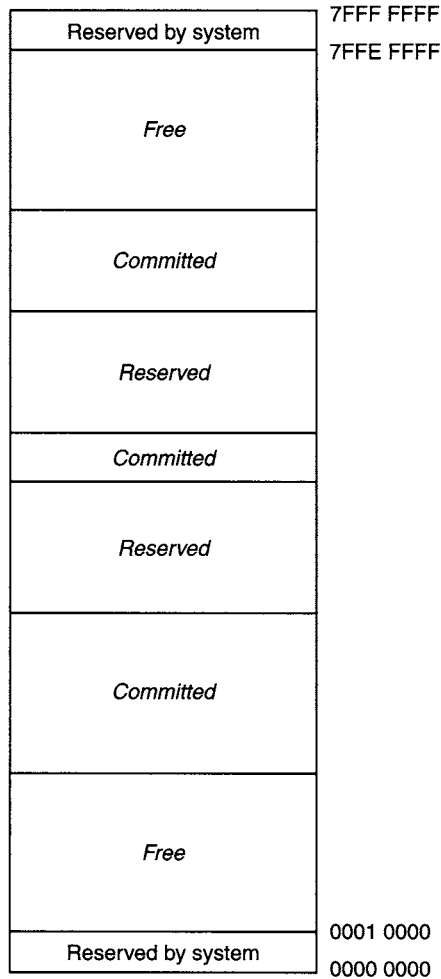 7FFF FFFF
Reserved by system
7FFE FFFF
Free
Committed
Reserved
Committed
Reserved
Committed
Free
0001 0000
Reserved by system
0000 0000